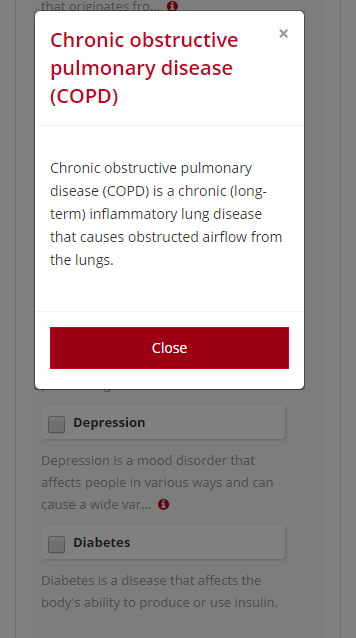 that originates fro...
Chronic obstructive
pulmonary disease
(COPD)
×
Chronic obstructive pulmonary
disease (COPD) is a chronic (long-
term) inflammatory lung disease
that causes obstructed airflow from
the lungs.
Close
Depression
Depression is a mood disorder that
affects people in various ways and can
cause a wide var...
Diabetes
Diabetes is a disease that affects the
body's ability to produce or use insulin.